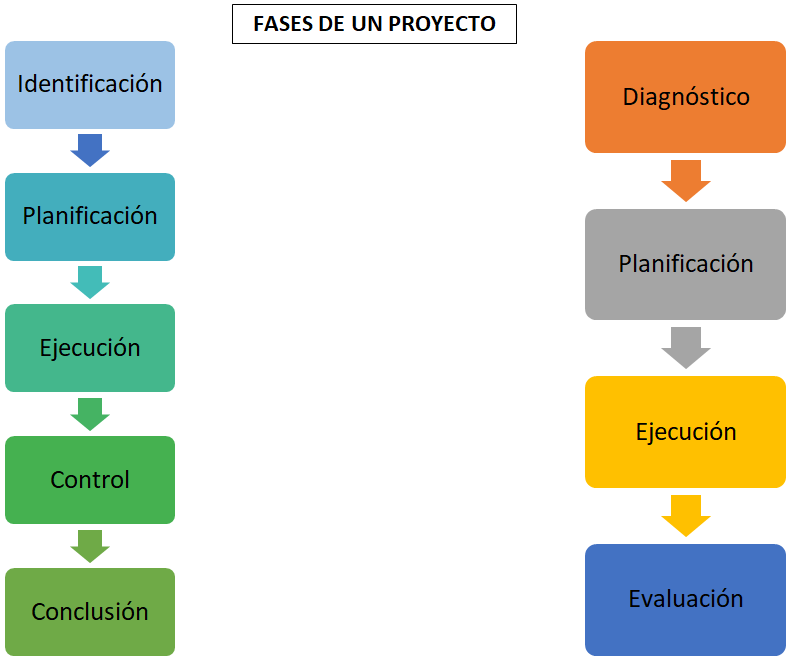 FASES DE UN PROYECTO
Identificación
Planificación
Ejecución
Control
Conclusión
Diagnóstico
Planificación
Ejecución
Evaluación